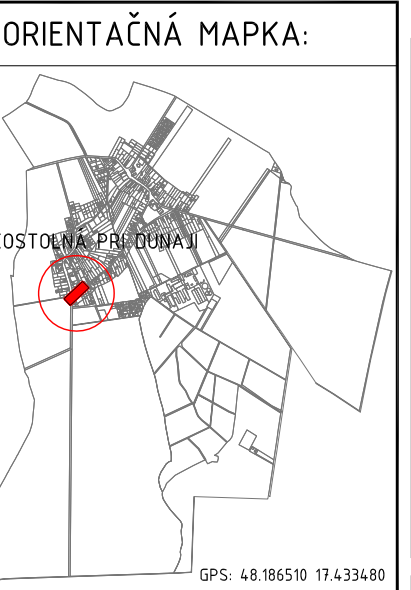 ORIENTAČNÁ MAPKA:
OSTOLNÁ PRI DUNAJI
GPS: 48.186510 17.433480